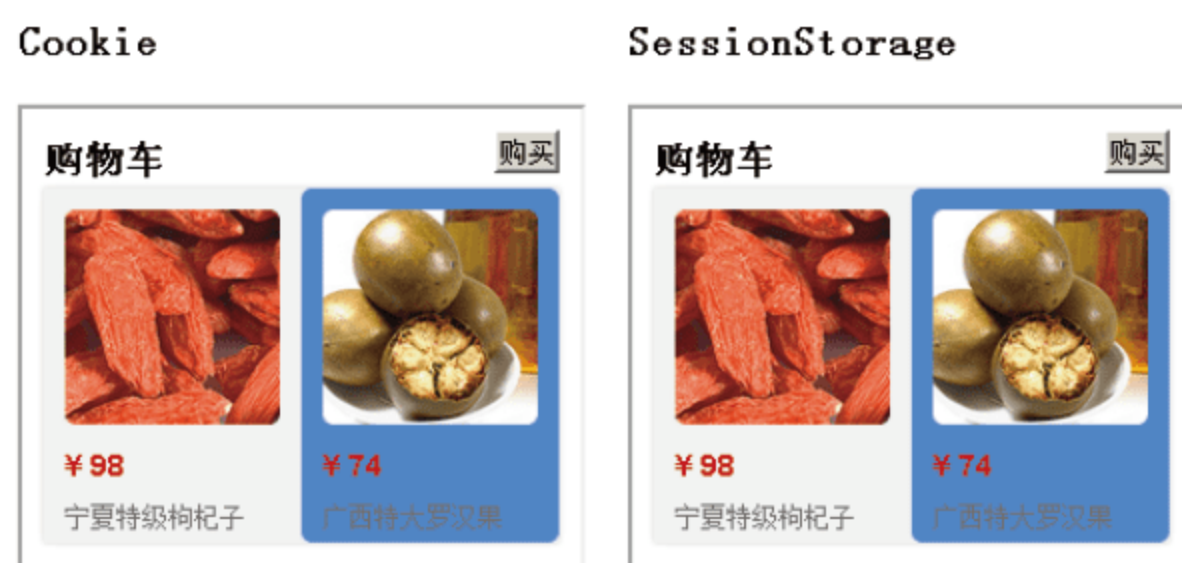 Cookie
购物车
购买
¥98
¥74
宁夏特级枸杞子
广西特大罗汉果
SessionStorage
购物车
购买
¥98
¥74
宁夏特级枸杞子
广西特大罗汉果